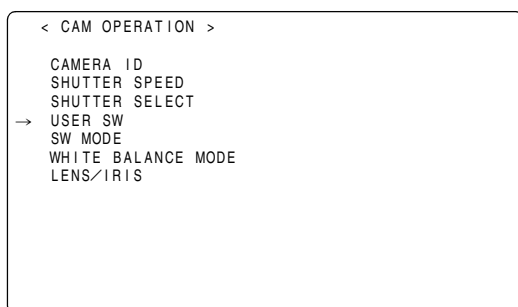 < CAM OPERATION >
CAMERA ID
SHUTTER SPEED
SHUTTER SELECT
→ USER SW
SW MODE
WHITE BALANCE MODE
LENS/IRIS